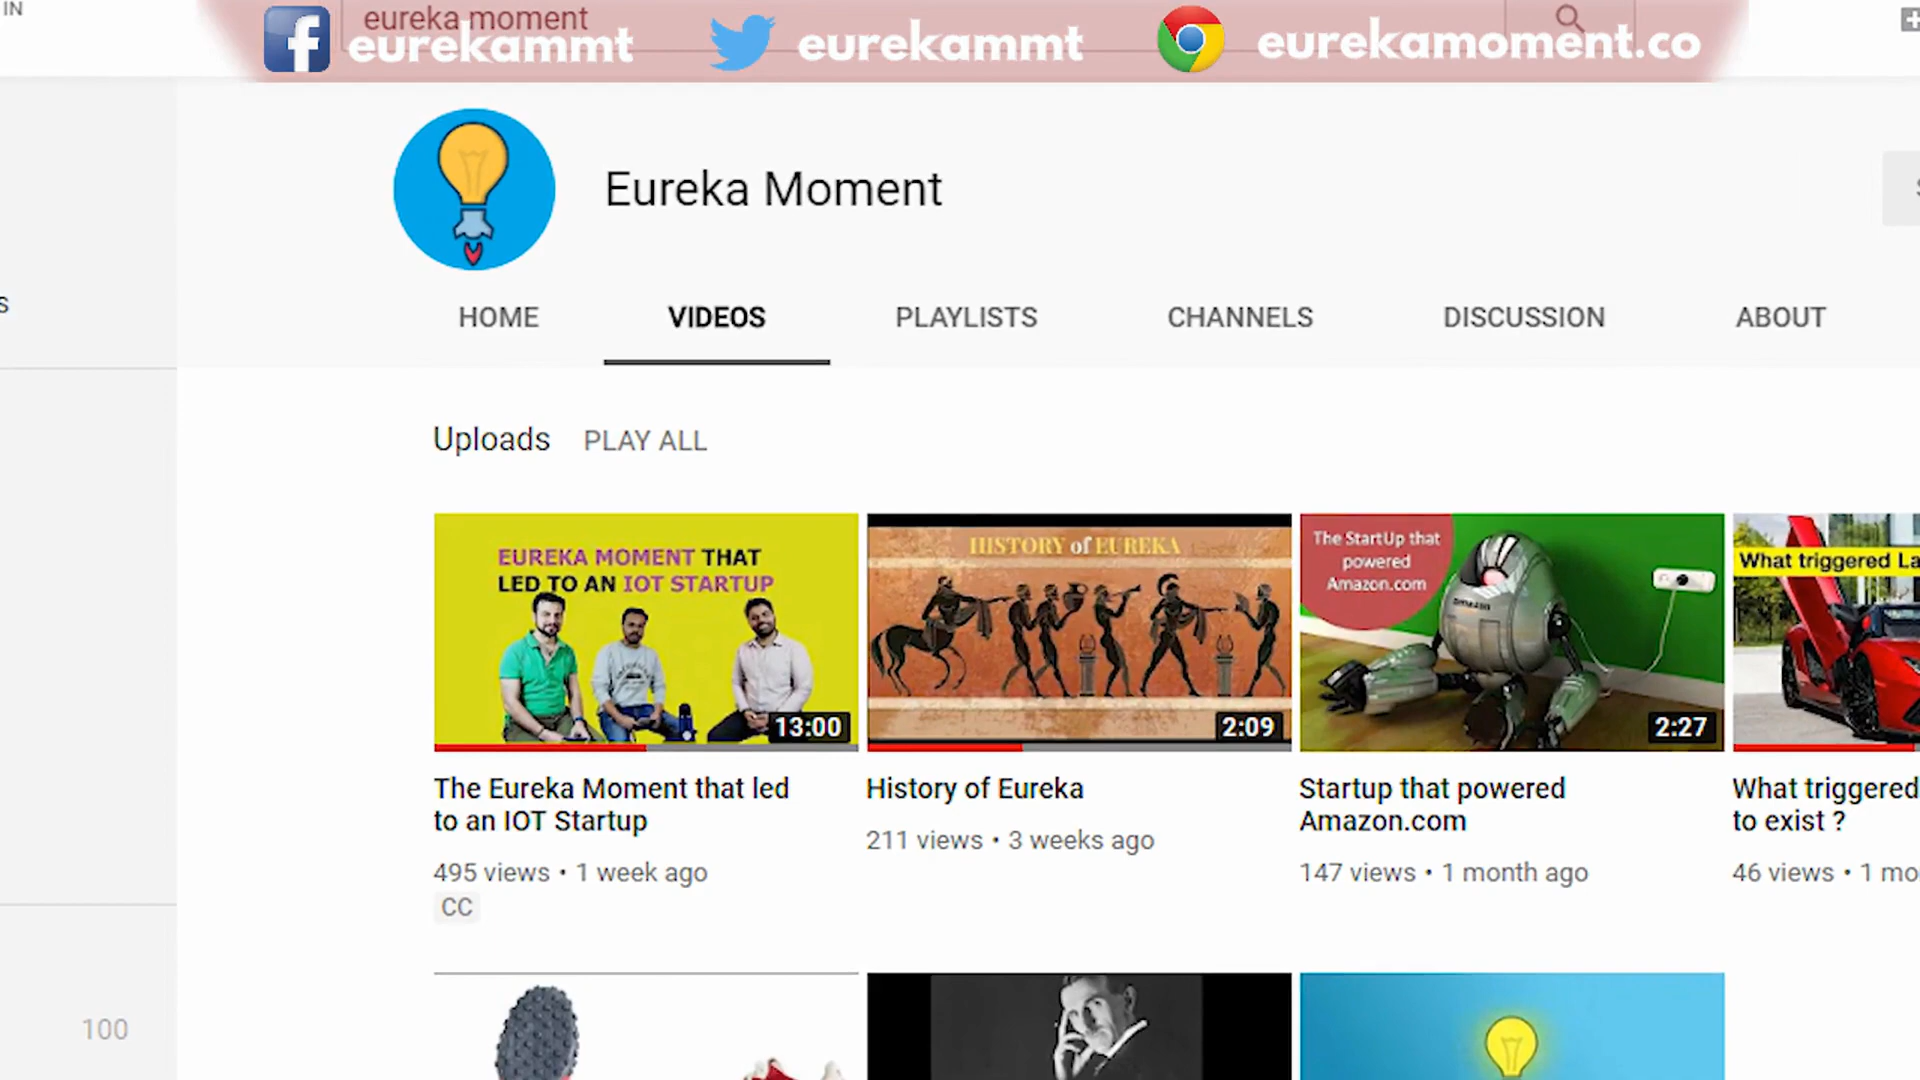 IN
eureka moment
eurekammt
eurekammt
eurekamoment.co
Eureka Moment
S
HOME VIDEOS PLAYLISTS CHANNELS DISCUSSION ABOUT
Uploads PLAY ALL
EUREKA MOMENT THAT
LED TO AN IOT STARTUP
13:00
HISTORY of EUREKA
2:09
The StartUp that
powered
Amazon.com
amazon
2:27
What triggered La
The Eureka Moment that led
to an IOT Startup
495 views • 1 week ago
CC
History of Eureka
211 views • 3 weeks ago
Startup that powered
Amazon.com
147 views • 1 month ago
What triggered
to exist ?
46 views • 1 mo
100